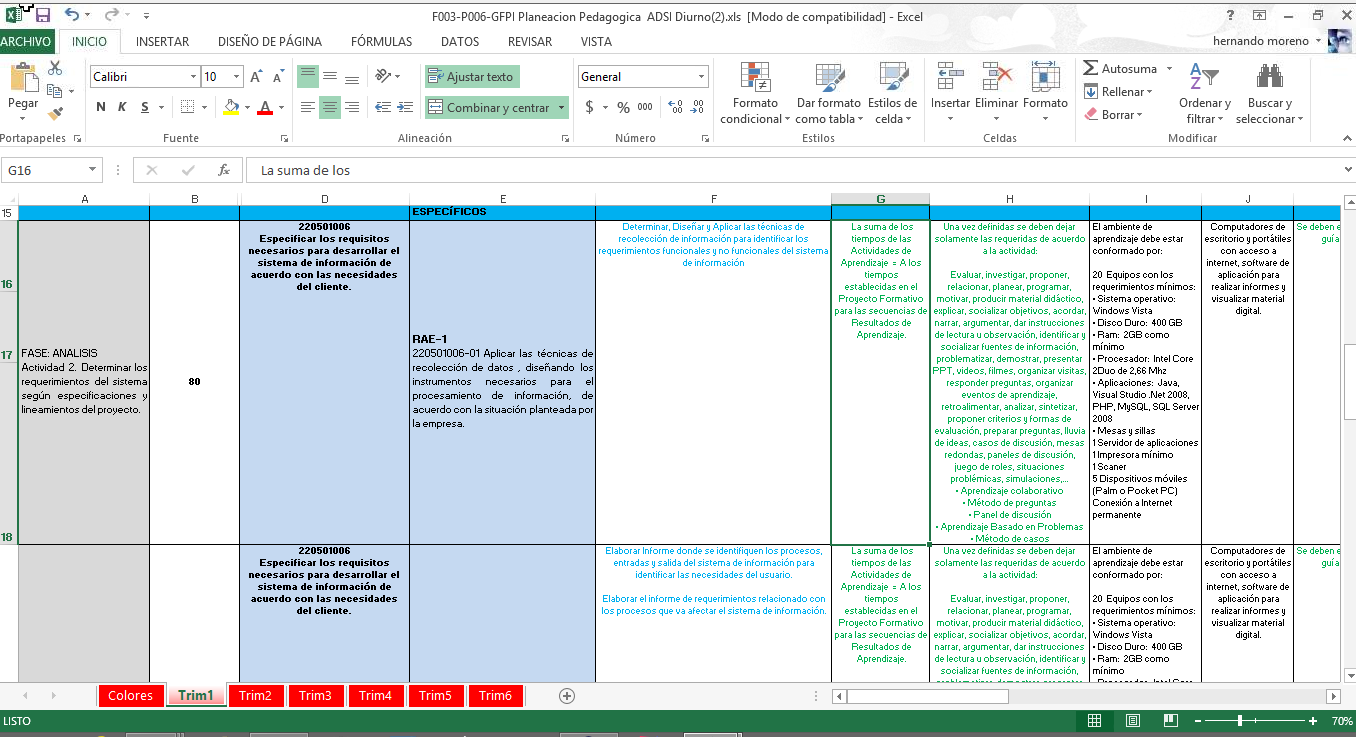 F003-P006-GFPI Planeacion Pedagogica ADSI Diurno(2).xls [Modo de compatibilidad] - Excel
ARCHIVO INICIO INSERTAR DISEÑO DE PÁGINA FÓRMULAS DATOS REVISAR VISTA hernando moreno
Pegar
Portapapeles
Calibri 10
N K S A
Fuente
Ajustar texto
Combinar y centrar
Alineación
General
$ % 000
Número
Formato condicional
Dar formato como tabla
Estilos de celda
Estilos
Insertar Eliminar Formato
Celdas
Autosuma
Rellenar
Borrar
Ordenar y filtrar
Buscar y seleccionar
Modificar
G16 fx La suma de los
A B D E F G H I J
15 ESPECÍFICOS
16
17
18
FASE: ANALISIS
Actividad 2. Determinar los
requerimientos del sistema
según especificaciones y
lineamientos del proyecto.
80
220501006
Especificar los requisitos
necesarios para desarrollar el
sistema de información de
acuerdo con las necesidades
del cliente.
RAE-1
220501006-01 Aplicar las técnicas de
recolección de datos , diseñando los
instrumentos necesarios para el
procesamiento de información, de
acuerdo con la situación planteada por
la empresa.
Determinar, Diseñar y Aplicar las técnicas de
recolección de información para identificar los
requerimientos funcionales y no funcionales del sistema
de información
La suma de los
tiempos de las
Actividades de
Aprendizaje = A los
tiempos
establecidas en el
Proyecto Formativo
para las secuencias de
Resultados de
Aprendizaje.
Una vez definidas se deben dejar
solamente las requeridas de acuerdo
a la actividad:
Evaluar, investigar, proponer,
relacionar, planear, programar,
motivar, producir material didáctico,
explicar, socializar objetivos, acordar,
narrar, argumentar, dar instrucciones
de lectura u observación, identificar y
socializar fuentes de información,
problematizar, demostrar, presentar
PPT, videos, filmes, organizar visitas,
responder preguntas, organizar
eventos de aprendizaje,
retroalimentar, analizar, sintetizar,
proponer criterios y formas de
evaluación, preparar preguntas, lluvia
de ideas, casos de discusión, mesas
redondas, paneles de discusión,
juego de roles, situaciones
problémicas, simulaciones,...
• Aprendizaje colaborativo
• Método de preguntas
• Panel de discusión
• Aprendizaje Basado en Problemas
• Método de casos
El ambiente de
aprendizaje debe estar
conformado por:
20 Equipos con los
requerimientos mínimos:
• Sistema operativo:
Windows Vista
• Disco Duro: 400 GB
• Ram: 2GB como
mínimo
• Procesador: Intel Core
2Duo de 2,66 Mhz
• Aplicaciones: Java,
Visual Studio .Net 2008,
PHP, MySQL, SQL Server
2008
• Mesas y sillas
1 Servidor de aplicaciones
1 Impresora mínimo
1 Scaner
5 Dispositivos móviles
(Palm o Pocket PC)
Conexión a Internet
permanente
Computadores de
escritorio y portátiles
con acceso a
internet, software de
aplicación para
realizar informes y
visualizar material
digital.
Se deben e
guía
220501006
Especificar los requisitos
necesarios para desarrollar el
sistema de información de
acuerdo con las necesidades
del cliente.
Elaborar Informe donde se identifiquen los procesos,
entradas y salida del sistema de información para
identificar las necesidades del usuario.
Elaborar el informe de requerimientos relacionado con
los procesos que va afectar el sistema de información.
La suma de los
tiempos de las
Actividades de
Aprendizaje = A los
tiempos
establecidas en el
Proyecto Formativo
para las secuencias de
Resultados de
Aprendizaje.
Una vez definidas se deben dejar
solamente las requeridas de acuerdo
a la actividad:
Evaluar, investigar, proponer,
relacionar, planear, programar,
motivar, producir material didáctico,
explicar, socializar objetivos, acordar,
narrar, argumentar, dar instrucciones
de lectura u observación, identificar y
socializar fuentes de información,
El ambiente de
aprendizaje debe estar
conformado por:
20 Equipos con los
requerimientos mínimos:
• Sistema operativo:
Windows Vista
• Disco Duro: 400 GB
• Ram: 2GB como
mínimo
Computadores de
escritorio y portátiles
con acceso a
internet, software de
aplicación para
realizar informes y
visualizar material
digital.
Se deben e
guía
Colores Trim1 Trim2 Trim3 Trim4 Trim5 Trim6
LISTO 70%